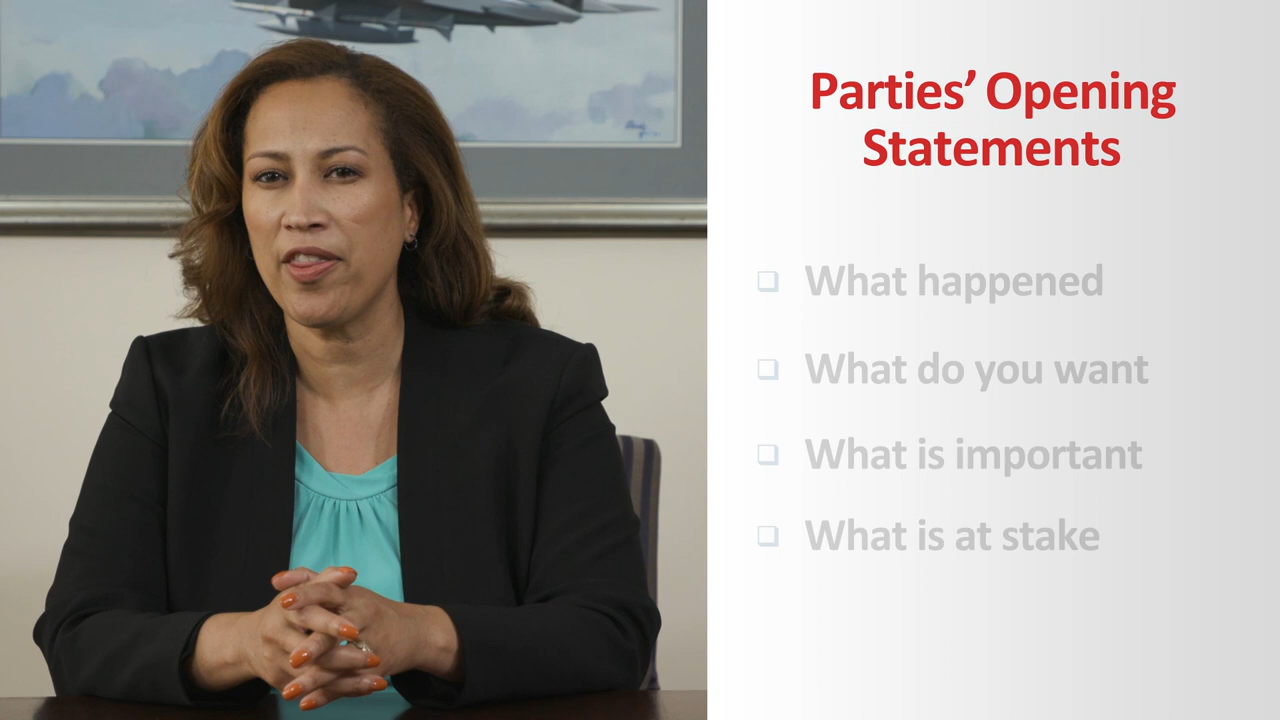 Parties’ Opening
Statements
What happened
What do you want
What is important
What is at stake